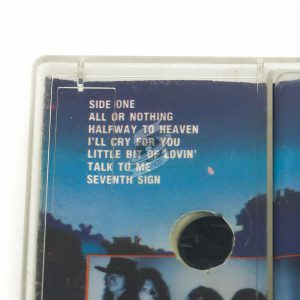 SIDE ONE
ALL OR NOTHING
HALFWAY TO HEAVEN
I'LL CRY FOR YOU
LITTLE BIT OF LOVIN'
TALK TO ME
SEVENTH SIGN